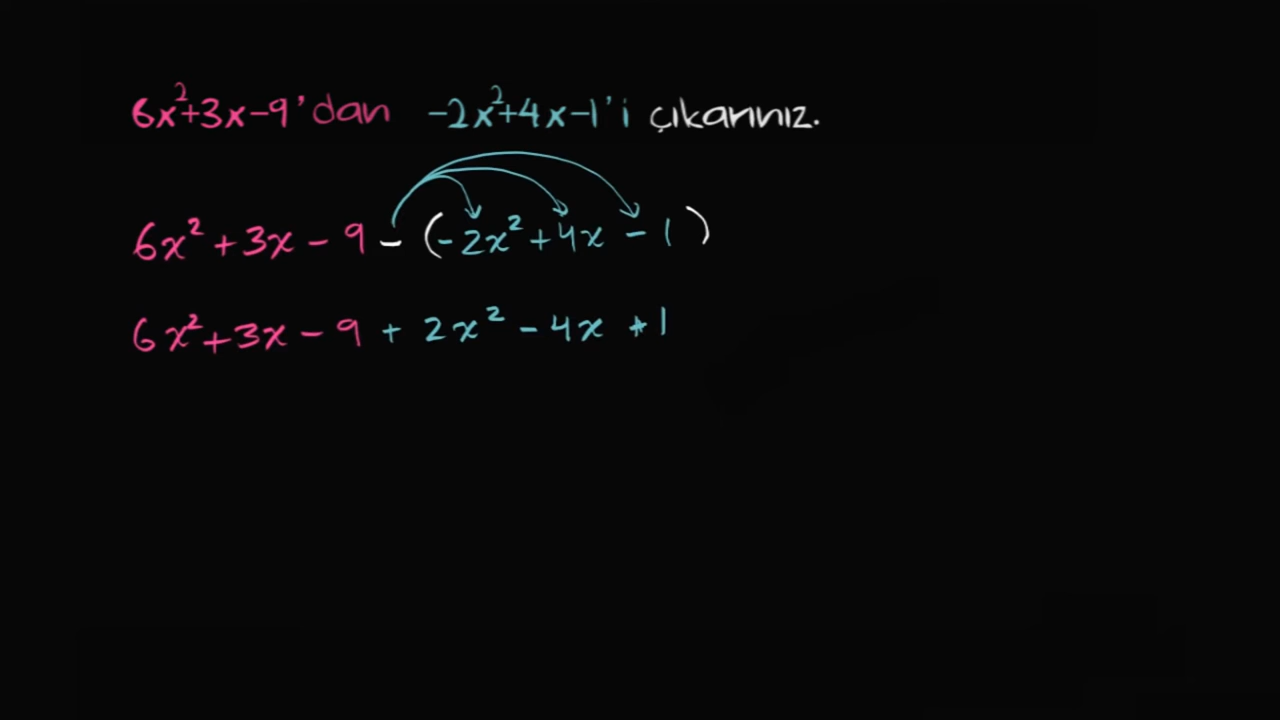 6x²+3x-9'dan -2x²+4x-1'i çıkarınız.
6x² + 3x - 9 - (-2x² + 4x - 1)
6x² + 3x - 9 + 2x² - 4x + 1